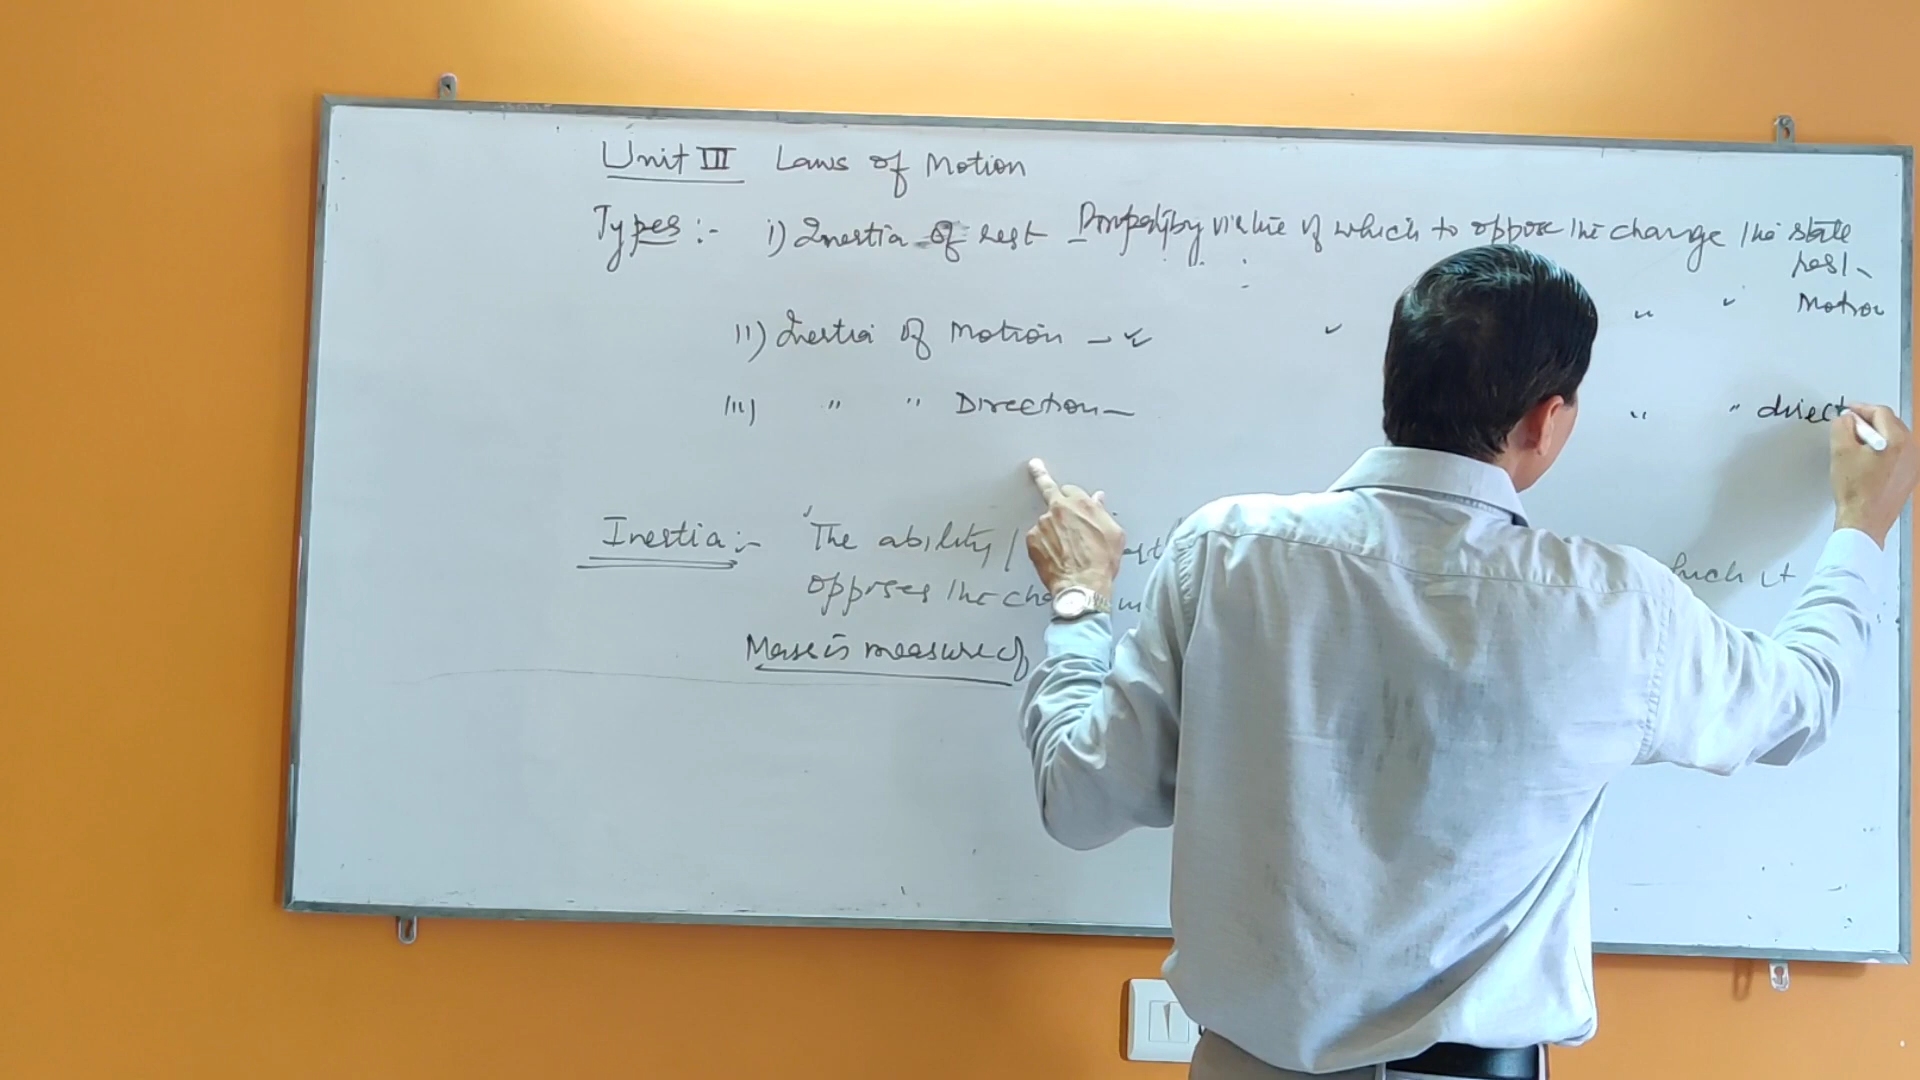 Unit III Laws of Motion
Types :- i) Inertia of rest - Property by virtue of which to oppose the change the state
rest -
ii) Inertia of Motion - " " " " Motion
iii) " " Direction - " " direct
Inertia :- The ability /
opposes the
which it
Mass is measure of